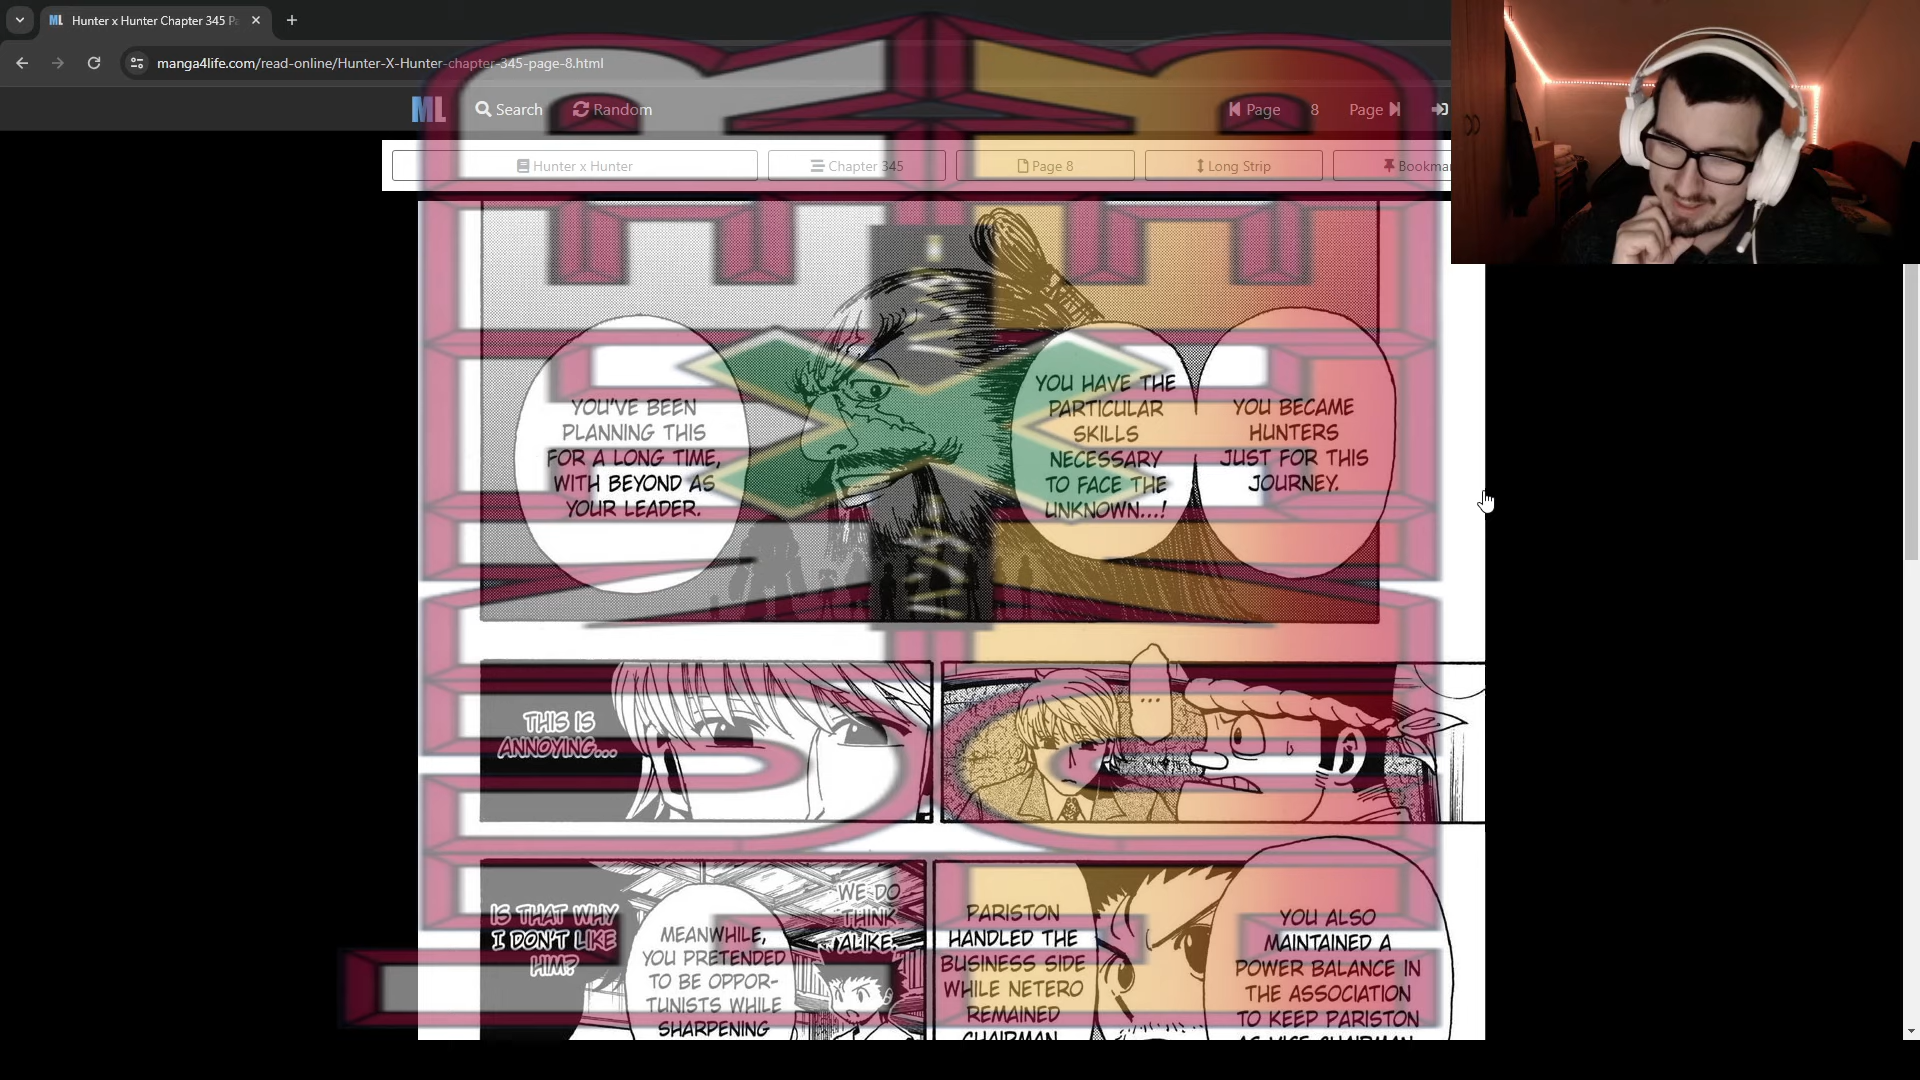 Hunter x Hunter Chapter 345 Pa
manga4life.com/read-online/Hunter-X-Hunter-chapter-345-page-8.html
ML
Search
Random
Page
8
Page
Hunter x Hunter
Chapter 345
Page 8
Long Strip
Bookma
YOU BECAME
HUNTERS
JUST FOR THIS
JOURNEY.
YOU HAVE THE
PARTICULAR
SKILLS
NECESSARY
TO FACE THE
UNKNOWN...!
YOU'VE BEEN
PLANNING THIS
FOR A LONG TIME,
WITH BEYOND AS
YOUR LEADER.
...
THIS IS
ANNOYING...
YOU ALSO
MAINTAINED A
POWER BALANCE IN
THE ASSOCIATION
TO KEEP PARISTON
AS VICE CHAIRMAN.
PARISTON
HANDLED THE
BUSINESS SIDE
WHILE NETERO
REMAINED
CHAIRMAN
WE DO
THINK
ALIKE.
MEANWHILE,
YOU PRETENDED
TO BE OPPOR-
TUNISTS WHILE
SHARPENING
IS THAT WHY
I DON'T LIKE
HIM?